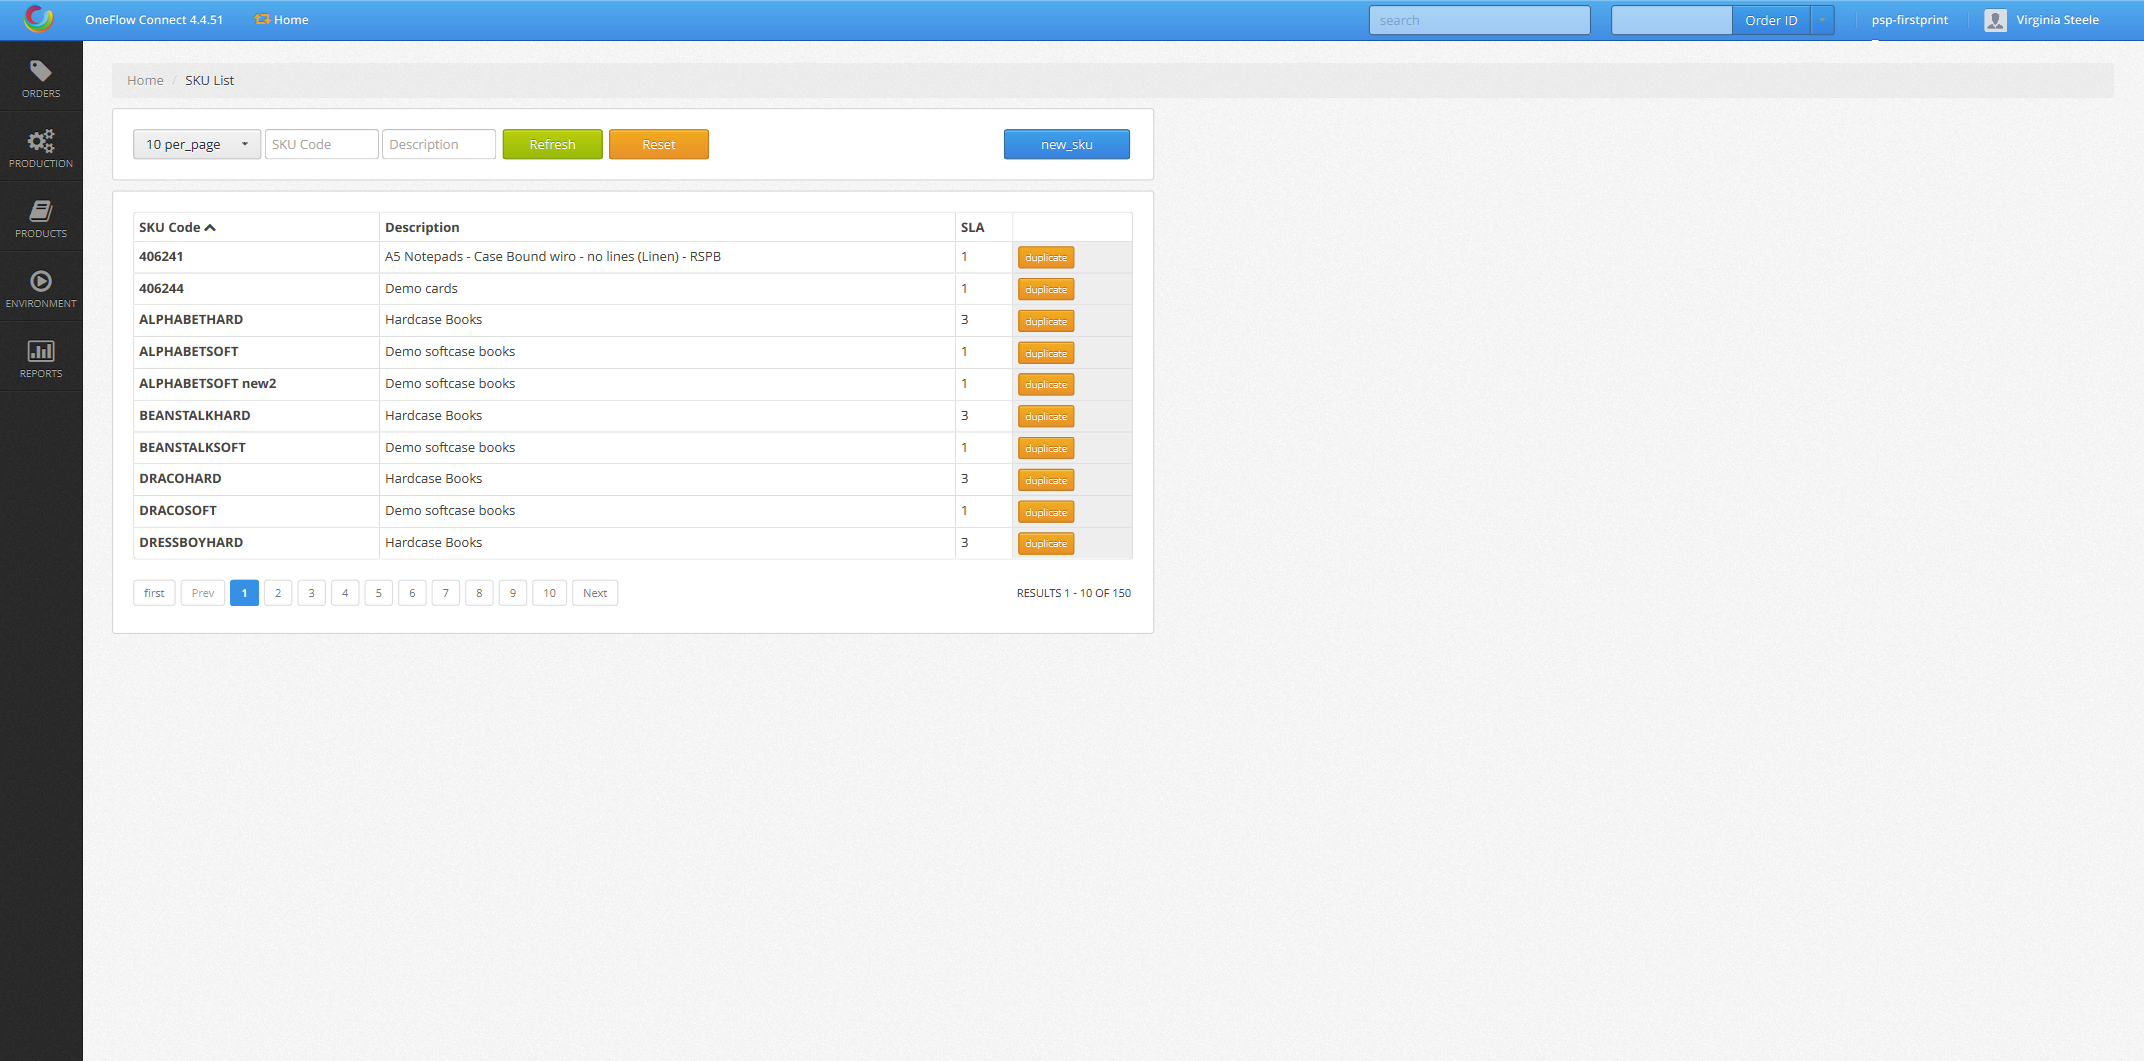 OneFlow Connect 4.4.51 Home search Order ID psp-firstprint Virginia Steele
ORDERS
PRODUCTION
PRODUCTS
ENVIRONMENT
REPORTS
Home / SKU List
10 per_page SKU Code Description Refresh Reset new_sku
SKU Code Description SLA
406241 A5 Notepads - Case Bound wiro - no lines (Linen) - RSPB 1 duplicate
406244 Demo cards 1 duplicate
ALPHABETHARD Hardcase Books 3 duplicate
ALPHABETSOFT Demo softcase books 1 duplicate
ALPHABETSOFT new2 Demo softcase books 1 duplicate
BEANSTALKHARD Hardcase Books 3 duplicate
BEANSTALKSOFT Demo softcase books 1 duplicate
DRACOHARD Hardcase Books 3 duplicate
DRACOSOFT Demo softcase books 1 duplicate
DRESSBOYHARD Hardcase Books 3 duplicate
first Prev 1 2 3 4 5 6 7 8 9 10 Next RESULTS 1 - 10 OF 150